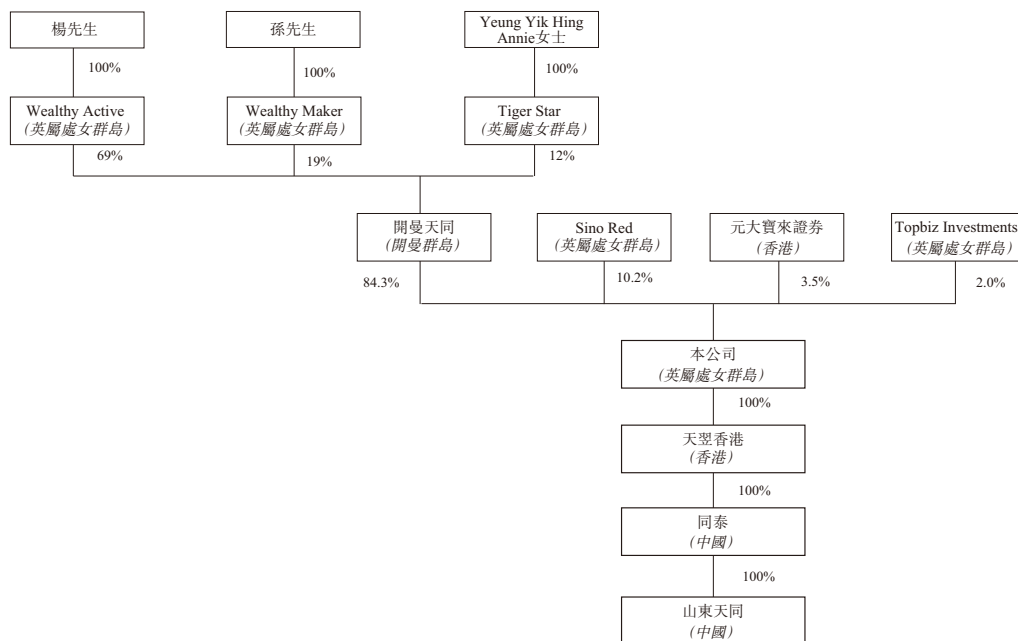 楊先生
孫先生
Yeung Yik Hing
Annie女士
100%
100%
100%
Wealthy Active
(英屬處女群島)
Wealthy Maker
(英屬處女群島)
Tiger Star
(英屬處女群島)
69%
19%
12%
開曼天同
(開曼群島)
Sino Red
(英屬處女群島)
元大寶來證券
(香港)
Topbiz Investments
(英屬處女群島)
84.3%
10.2%
3.5%
2.0%
本公司
(英屬處女群島)
100%
天翌香港
(香港)
100%
同泰
(中國)
100%
山東天同
(中國)